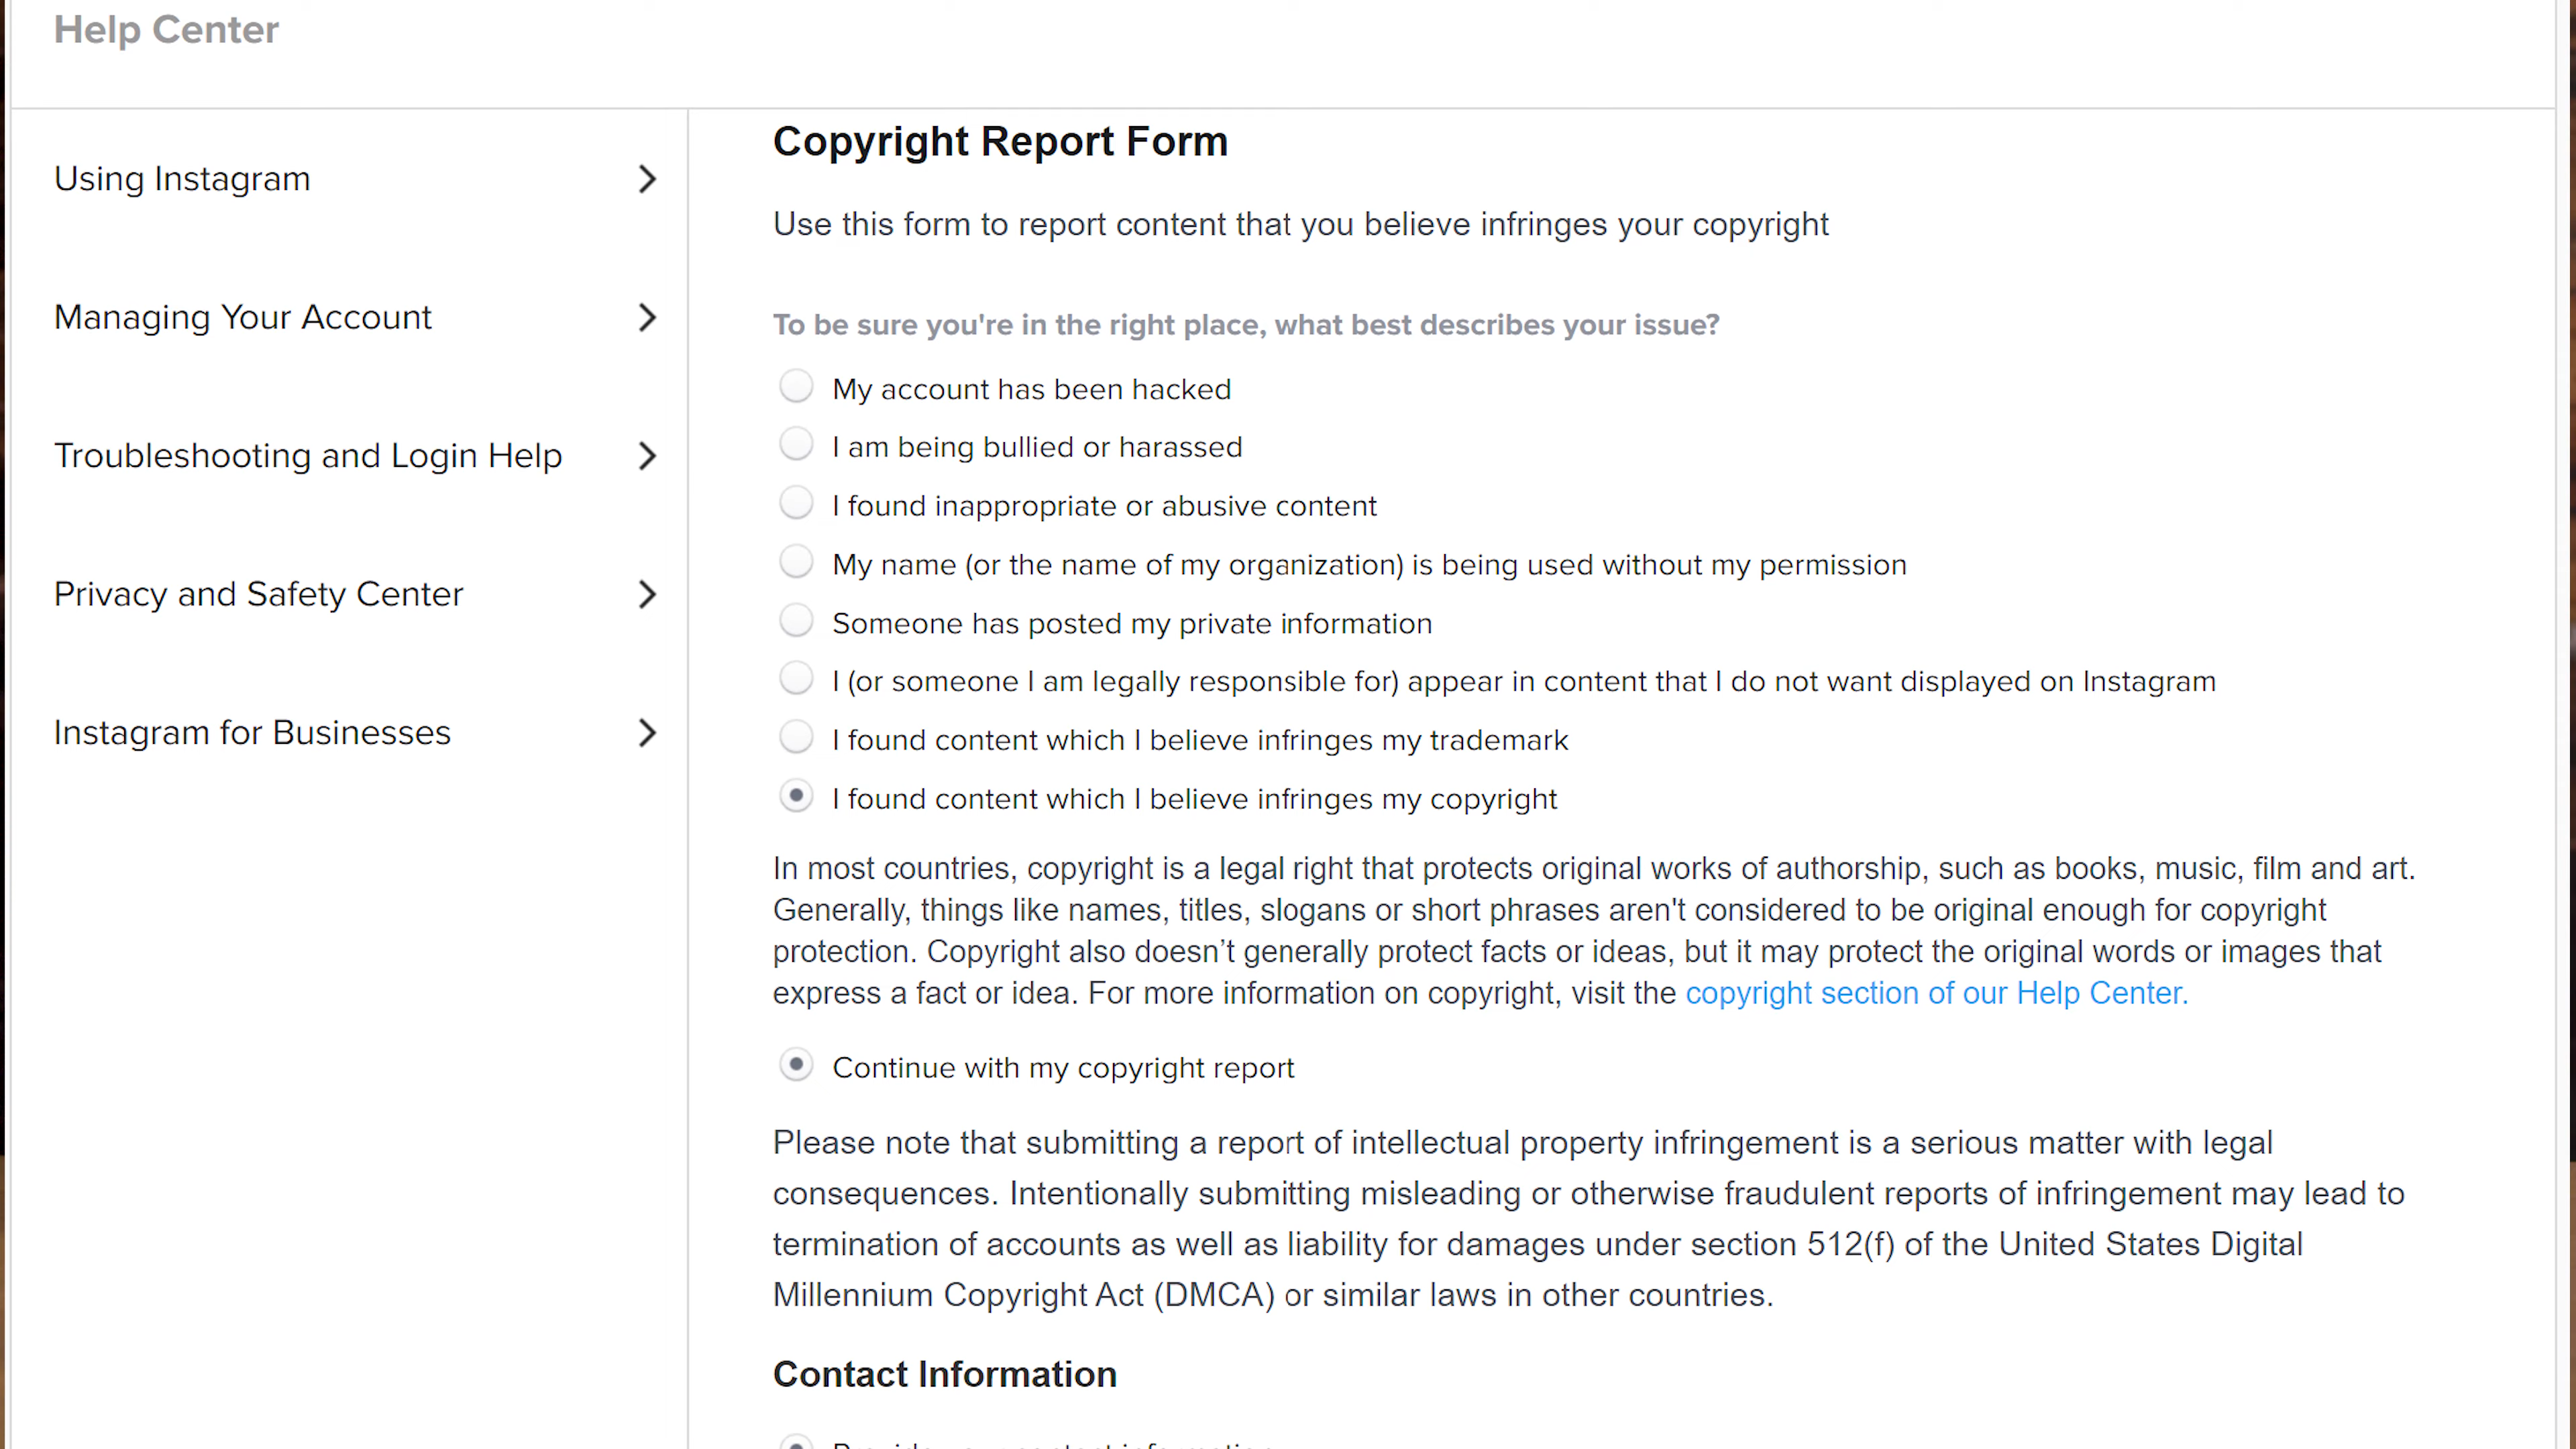 Help Center
Using Instagram
Managing Your Account
Troubleshooting and Login Help
Privacy and Safety Center
Instagram for Businesses
Copyright Report Form
Use this form to report content that you believe infringes your copyright
To be sure you're in the right place, what best describes your issue?
My account has been hacked
I am being bullied or harassed
I found inappropriate or abusive content
My name (or the name of my organization) is being used without my permission
Someone has posted my private information
I (or someone I am legally responsible for) appear in content that I do not want displayed on Instagram
I found content which I believe infringes my trademark
I found content which I believe infringes my copyright
In most countries, copyright is a legal right that protects original works of authorship, such as books, music, film and art.
Generally, things like names, titles, slogans or short phrases aren't considered to be original enough for copyright
protection. Copyright also doesn’t generally protect facts or ideas, but it may protect the original words or images that
express a fact or idea. For more information on copyright, visit the copyright section of our Help Center.
Continue with my copyright report
Please note that submitting a report of intellectual property infringement is a serious matter with legal
consequences. Intentionally submitting misleading or otherwise fraudulent reports of infringement may lead to
termination of accounts as well as liability for damages under section 512(f) of the United States Digital
Millennium Copyright Act (DMCA) or similar laws in other countries.
Contact Information